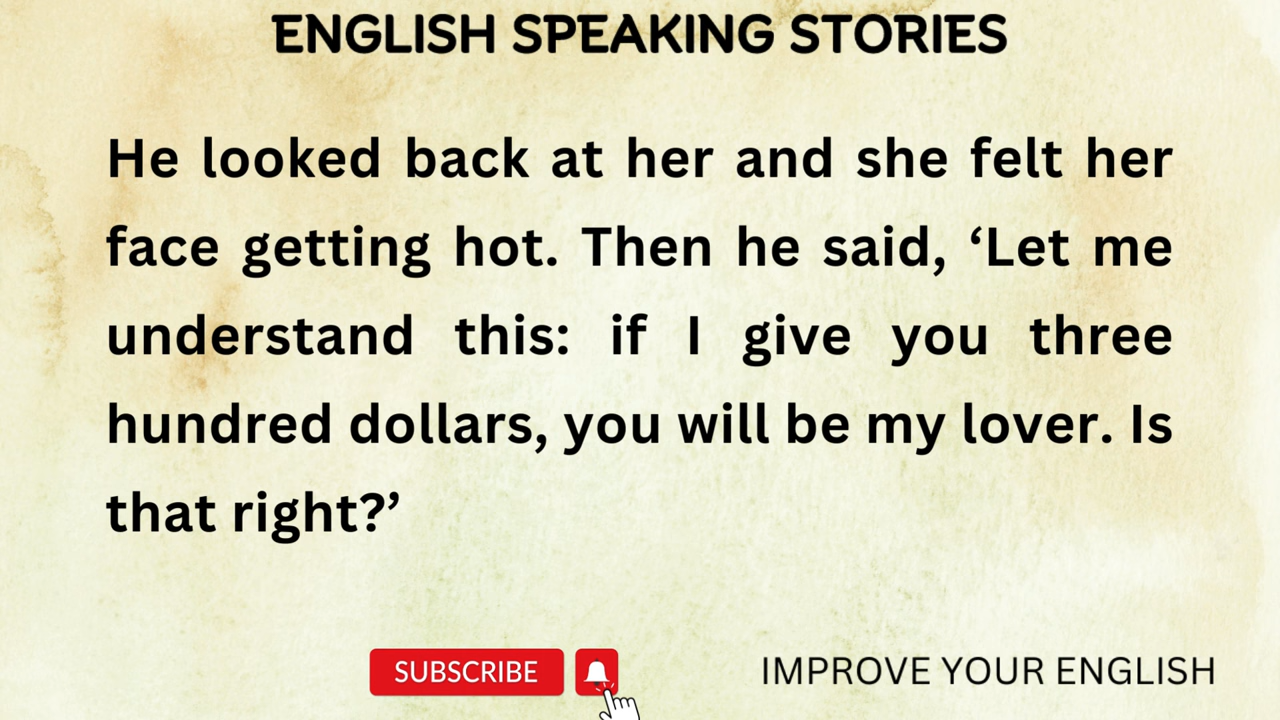 ENGLISH SPEAKING STORIES
He looked back at her and she felt her
face getting hot. Then he said, ‘Let me
understand this: if I give you three
hundred dollars, you will be my lover. Is
that right?’
SUBSCRIBE
IMPROVE YOUR ENGLISH